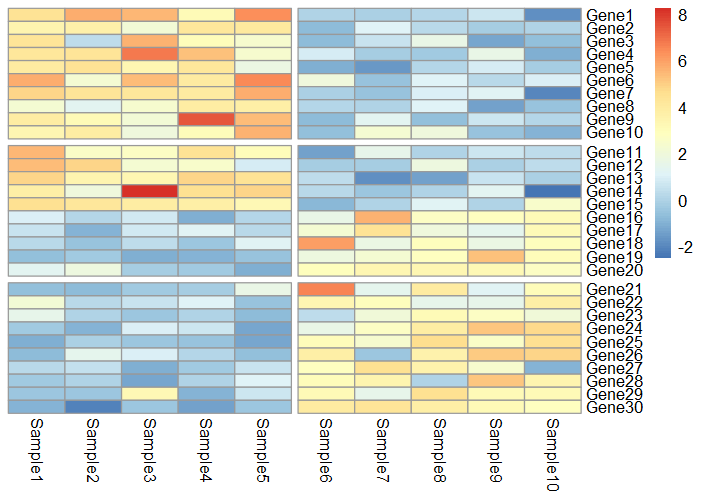 Gene1
Gene2
Gene3
Gene4
Gene5
Gene6
Gene7
Gene8
Gene9
Gene10
Gene11
Gene12
Gene13
Gene14
Gene15
Gene16
Gene17
Gene18
Gene19
Gene20
Gene21
Gene22
Gene23
Gene24
Gene25
Gene26
Gene27
Gene28
Gene29
Gene30
Sample1
Sample2
Sample3
Sample4
Sample5
Sample6
Sample7
Sample8
Sample9
Sample10
8
6
4
2
0
-2